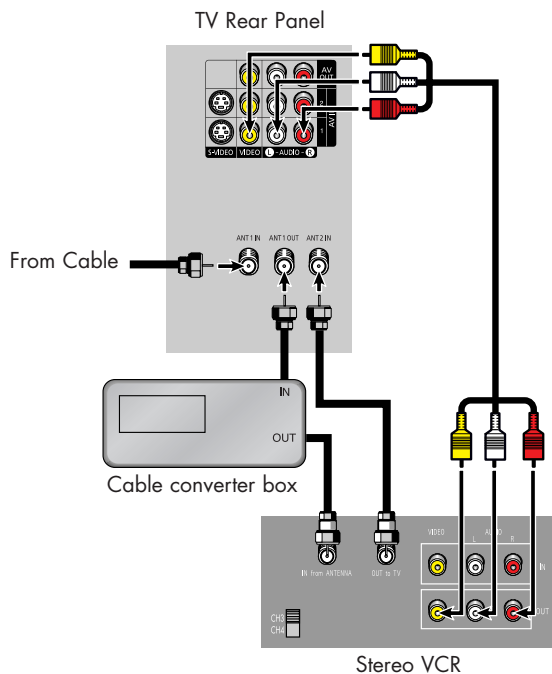 TV Rear Panel
AV OUT
2
AV IN
1
S-VIDEO VIDEO L - AUDIO - R
ANT 1 IN ANT 1 OUT ANT 2 IN
From Cable
IN
OUT
Cable converter box
VIDEO AUDIO
L R
IN
IN from ANTENNA OUT to TV
CH3
CH4
OUT
Stereo VCR